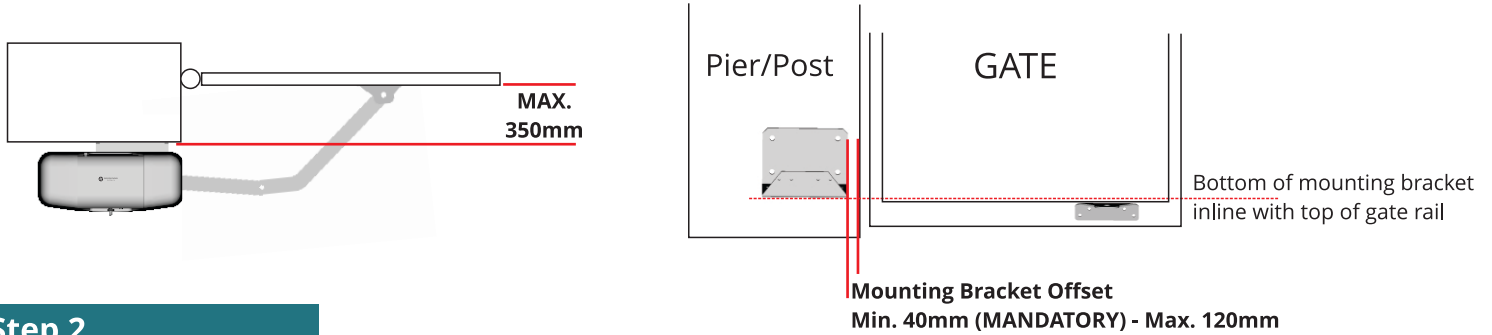 MAX.
350mm
Pier/Post
GATE
Bottom of mounting bracket
inline with top of gate rail
Mounting Bracket Offset
Min. 40mm (MANDATORY) - Max. 120mm
Step 2